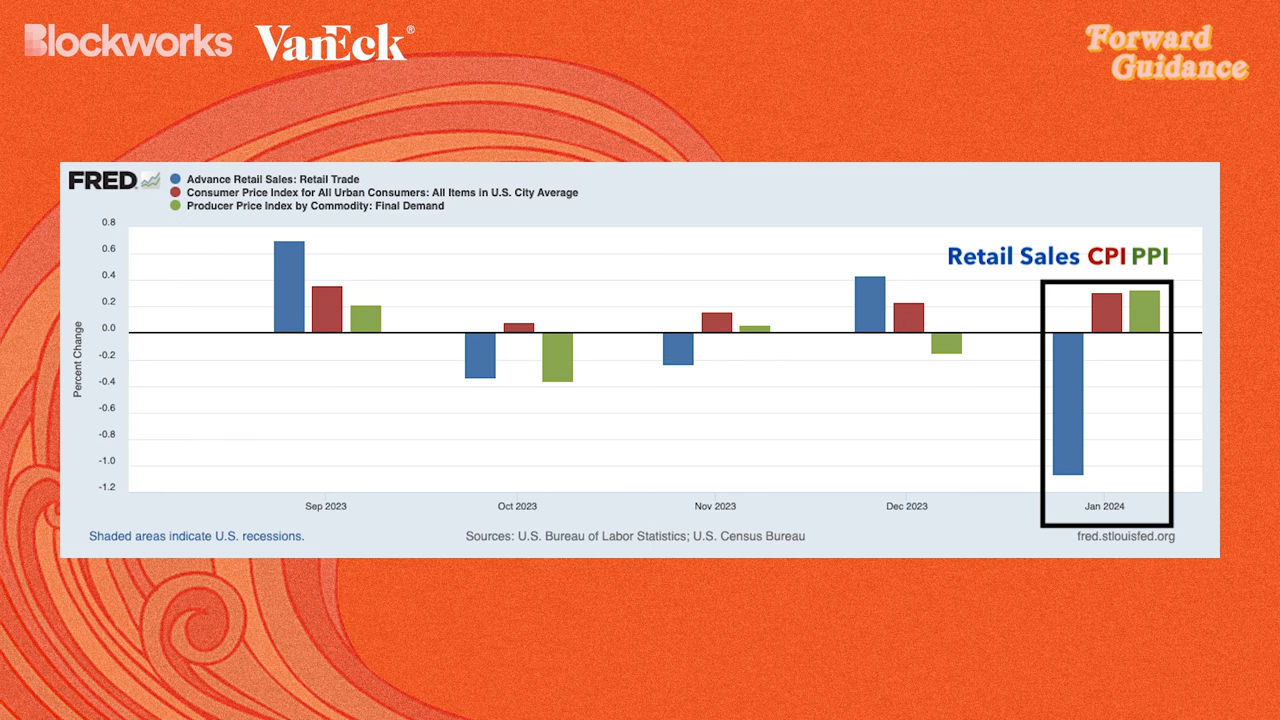 Blockworks
VanEck®
Forward
Guidance
FRED
Advance Retail Sales: Retail Trade
Consumer Price Index for All Urban Consumers: All Items in U.S. City Average
Producer Price Index by Commodity: Final Demand
Retail Sales CPI PPI
Percent Change
0.8
0.6
0.4
0.2
0.0
-0.2
-0.4
-0.6
-0.8
-1.0
-1.2
Sep 2023
Oct 2023
Nov 2023
Dec 2023
Jan 2024
Shaded areas indicate U.S. recessions.
Sources: U.S. Bureau of Labor Statistics; U.S. Census Bureau
fred.stlouisfed.org